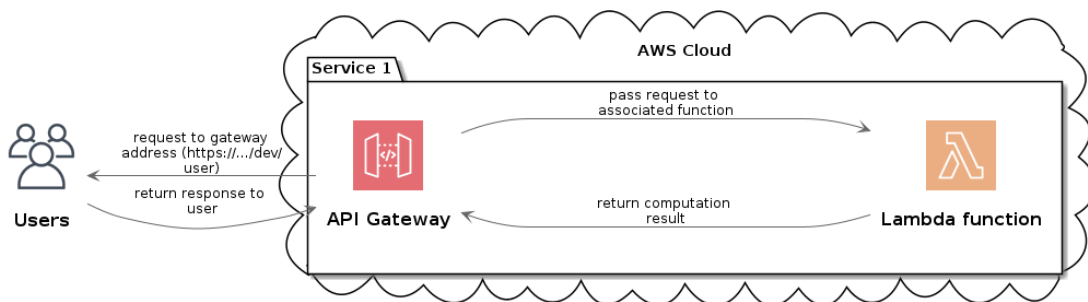 AWS Cloud
Service 1
pass request to
associated function
request to gateway
address (https://.../dev/
user)
return response to
user
return computation
result
Users
API Gateway
Lambda function